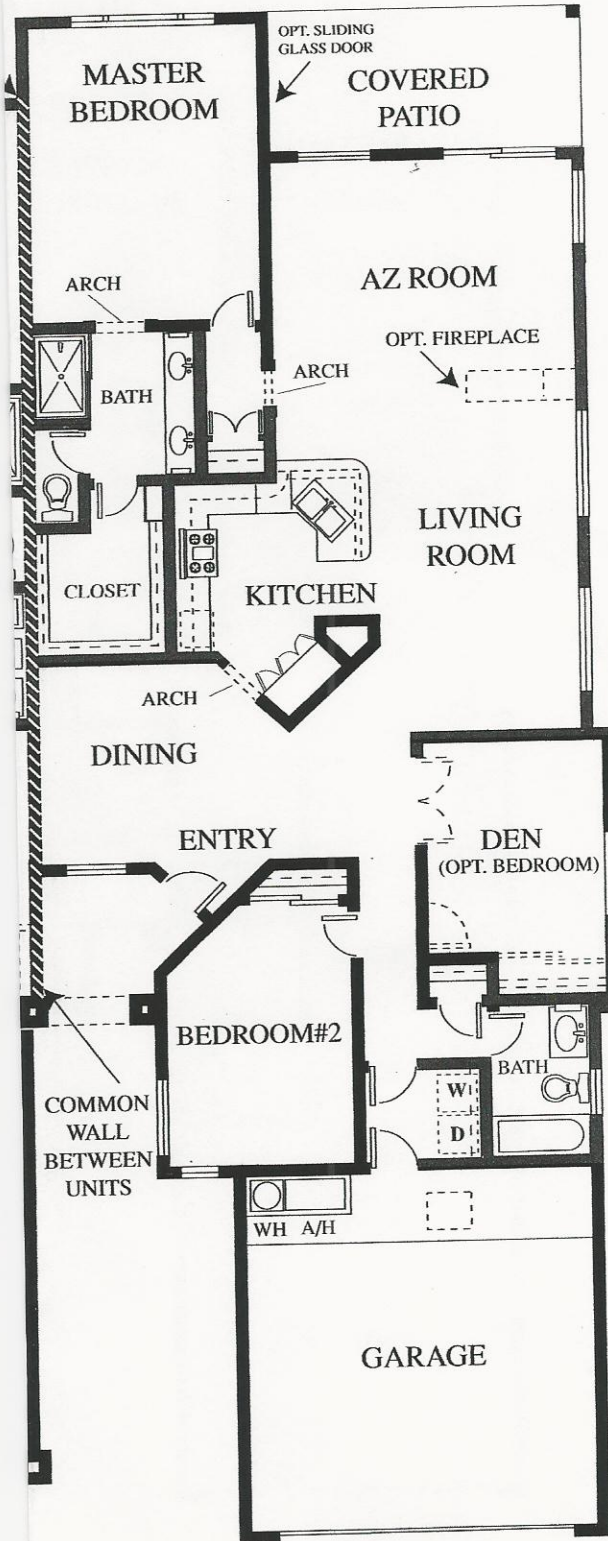 OPT. SLIDING
GLASS DOOR
MASTER
BEDROOM
COVERED
PATIO
AZ ROOM
ARCH
OPT. FIREPLACE
ARCH
BATH
LIVING
ROOM
CLOSET
KITCHEN
ARCH
DINING
ENTRY
DEN
(OPT. BEDROOM)
BEDROOM#2
BATH
W
D
COMMON
WALL
BETWEEN
UNITS
WH A/H
GARAGE